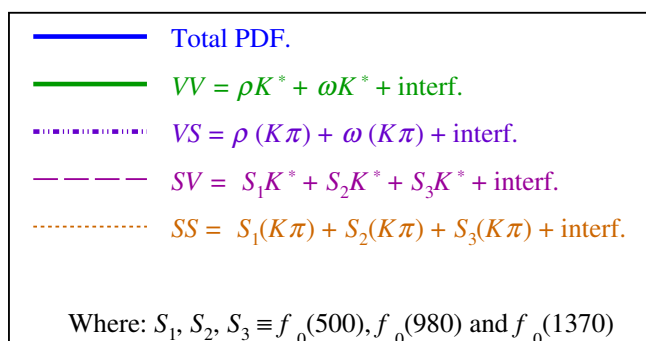 Total PDF.
VV = ρK* + ωK* + interf.
VS = ρ (Kπ) + ω (Kπ) + interf.
SV = S₁K* + S₂K* + S₃K* + interf.
SS = S₁(Kπ) + S₂(Kπ) + S₃(Kπ) + interf.
Where: S₁, S₂, S₃ ≡ f₀(500), f₀(980) and f₀(1370)